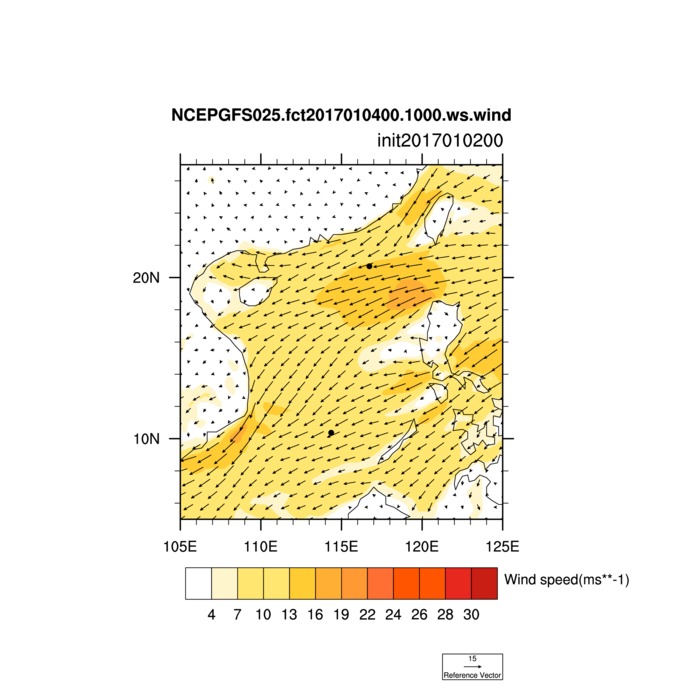 NCEPGFS025.fct2017010400.1000.ws.wind
init2017010200
20N
10N
105E 110E 115E 120E 125E
Wind speed(ms**-1)
4 7 10 13 16 19 22 24 26 28 30
15
Reference Vector